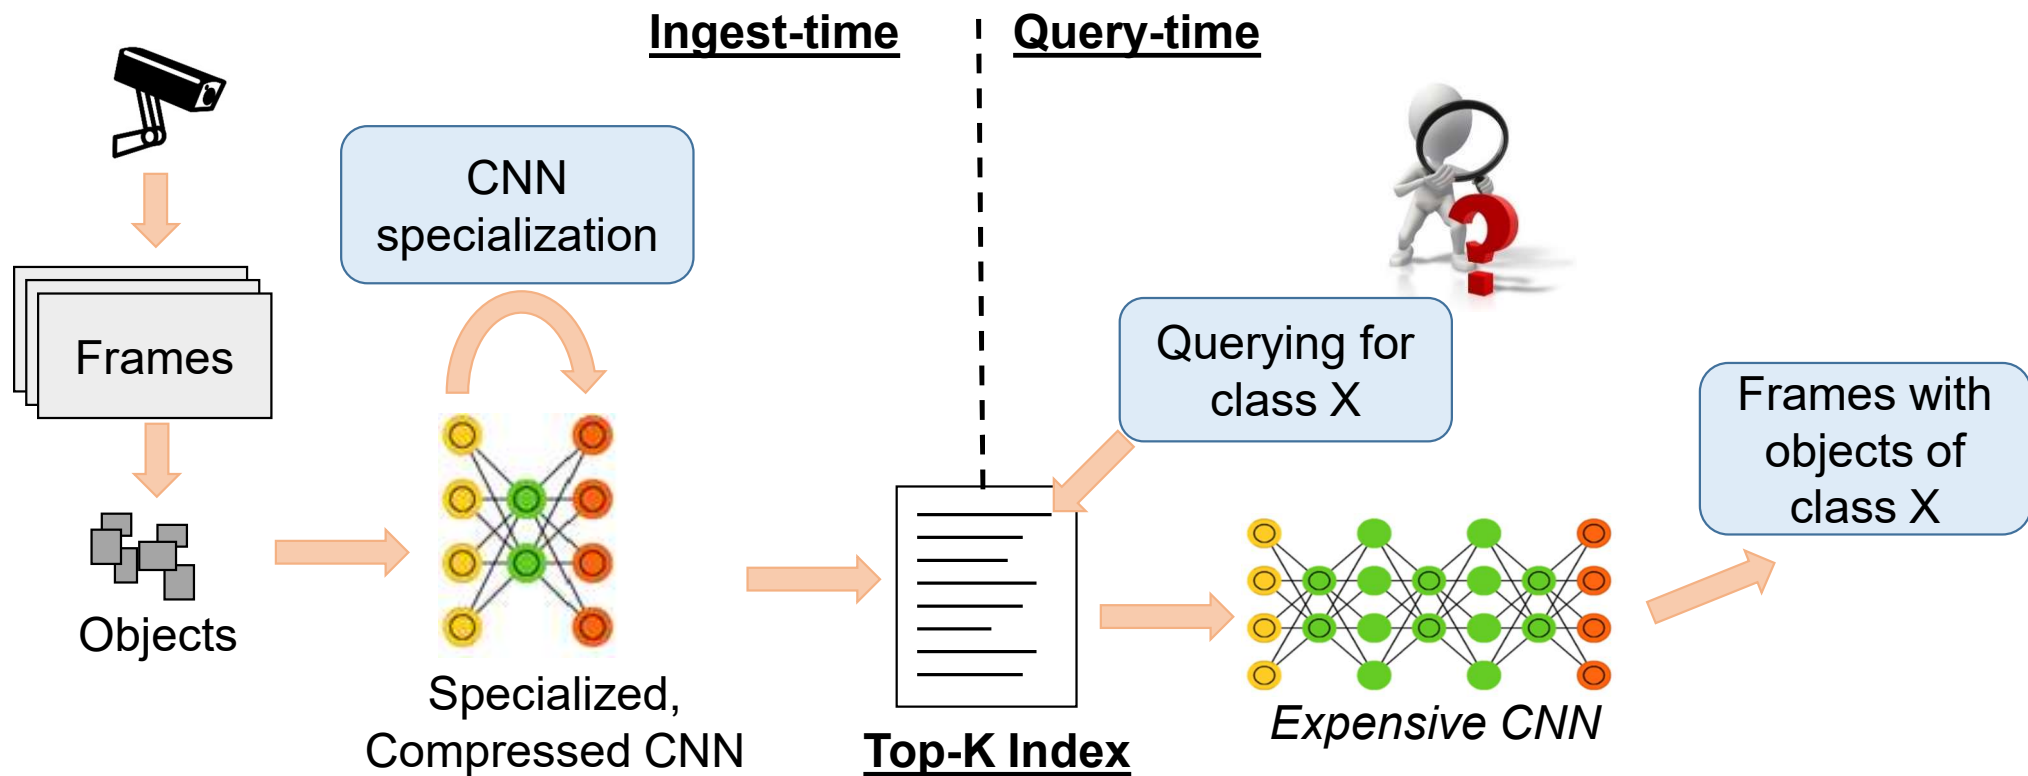 Ingest-time
Query-time
CNN
specialization
Frames
Querying for
class X
Frames with
objects of
class X
Objects
Specialized,
Compressed CNN
Top-K Index
Expensive CNN